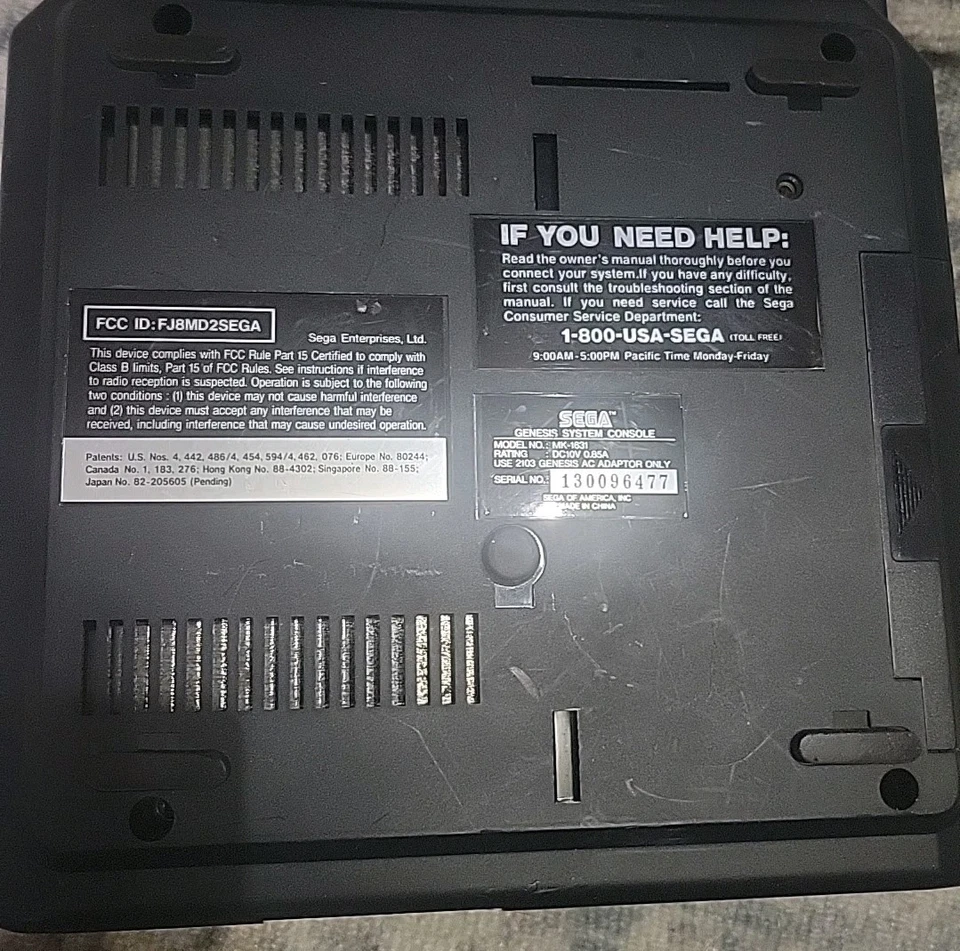 IF YOU NEED HELP:
Read the owner's manual thoroughly before you
connect your system.If you have any difficulty,
first consult the troubleshooting section of the
manual. If you need service call the Sega
Consumer Service Department:
1-800-USA-SEGA (TOLL FREE)
9:00AM-5:00PM Pacific Time Monday-Friday
FCC ID:FJ8MD2SEGA
Sega Enterprises, Ltd.
This device complies with FCC Rule Part 15 Certified to comply with
Class B limits, Part 15 of FCC Rules. See instructions if interference
to radio reception is suspected. Operation is subject to the following
two conditions : (1) this device may not cause harmful interference
and (2) this device must accept any interference that may be
received, including interference that may cause undesired operation.
Patents: U.S. Nos. 4, 442, 486/4, 454, 594/4, 462, 076; Europe No. 80244;
Canada No. 1, 183, 276; Hong Kong No. 88-4302; Singapore No. 88-155;
Japan No. 82-205605 (Pending)
SEGA™
GENESIS SYSTEM CONSOLE
MODEL NO.: MK-1631
RATING : DC10V 0.85A
USE 2103 GENESIS AC ADAPTOR ONLY
SERIAL NO.: 130096477
SEGA OF AMERICA, INC
MADE IN CHINA